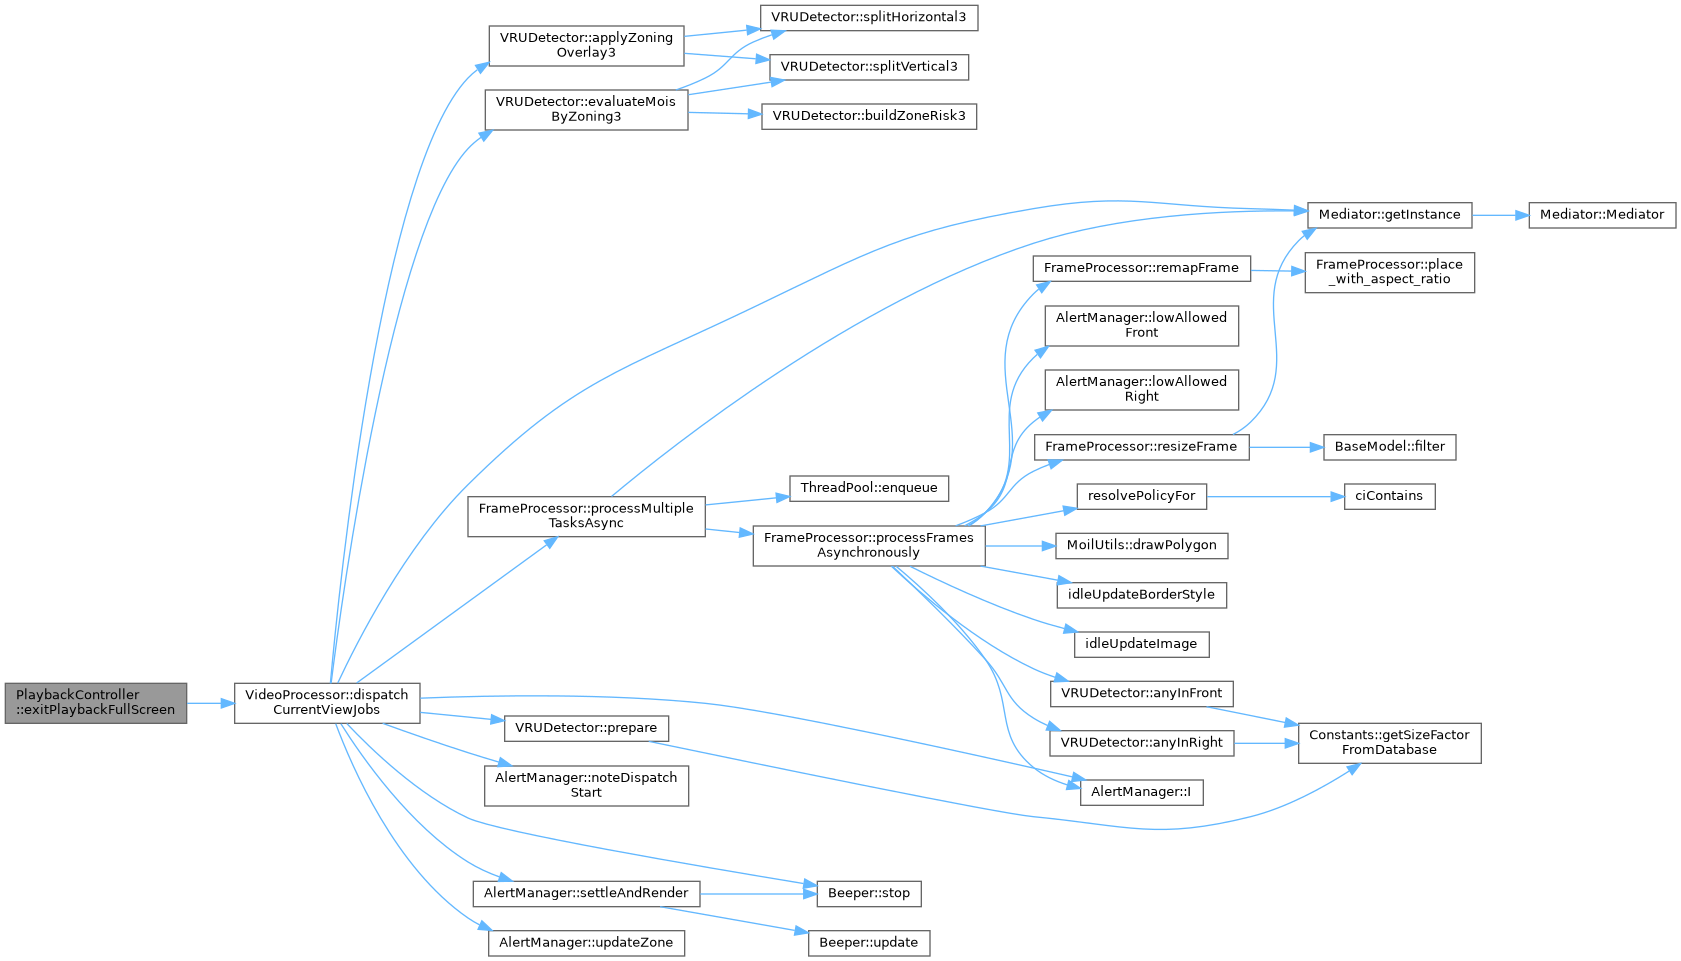 VRUDetector::splitHorizontal3
VRUDetector::applyZoning
Overlay3
VRUDetector::splitVertical3
VRUDetector::evaluateMois
ByZoning3
VRUDetector::buildZoneRisk3
Mediator::getInstance
Mediator::Mediator
FrameProcessor::remapFrame
FrameProcessor::place
_with_aspect_ratio
AlertManager::lowAllowed
Front
AlertManager::lowAllowed
Right
FrameProcessor::resizeFrame
BaseModel::filter
ThreadPool::enqueue
resolvePolicyFor
ciContains
FrameProcessor::processMultiple
TasksAsync
FrameProcessor::processFrames
Asynchronously
MoilUtils::drawPolygon
idleUpdateBorderStyle
idleUpdateImage
PlaybackController
::exitPlaybackFullScreen
VideoProcessor::dispatch
CurrentViewJobs
VRUDetector::anyInFront
VRUDetector::prepare
VRUDetector::anyInRight
Constants::getSizeFactor
FromDatabase
AlertManager::noteDispatch
Start
AlertManager::I
AlertManager::settleAndRender
Beeper::stop
AlertManager::updateZone
Beeper::update